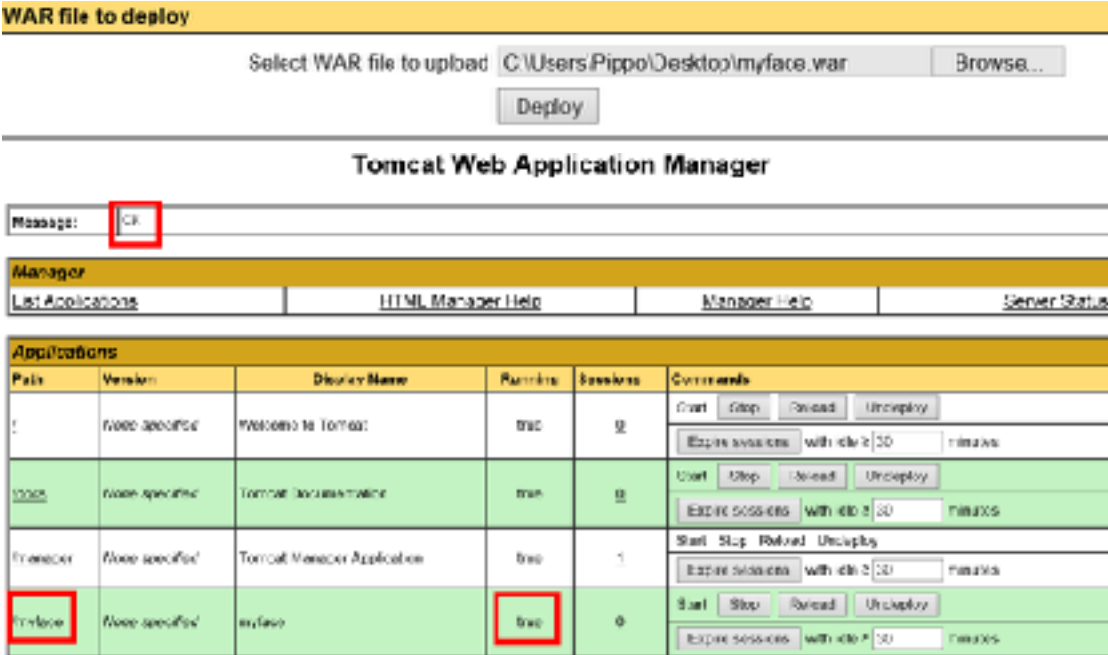 WAR file to deploy
Select WAR file to upload C:\Users\Pippo\Desktop\myface.war Browse...
Deploy
Tomcat Web Application Manager
Message: OK
Manager
List Applications HTML Manager Help Manager Help Server Status
Applications
Path Version Display Name Running Sessions Commands
/ None specified Welcome to Tomcat true 0 Start Stop Reload Undeploy
Expire sessions with idle ≥ 30 minutes
/docs None specified Tomcat Documentation true 0 Start Stop Reload Undeploy
Expire sessions with idle ≥ 30 minutes
/manager None specified Tomcat Manager Application true 1 Start Stop Reload Undeploy
Expire sessions with idle ≥ 30 minutes
/myface None specified myface true 0 Start Stop Reload Undeploy
Expire sessions with idle ≥ 30 minutes